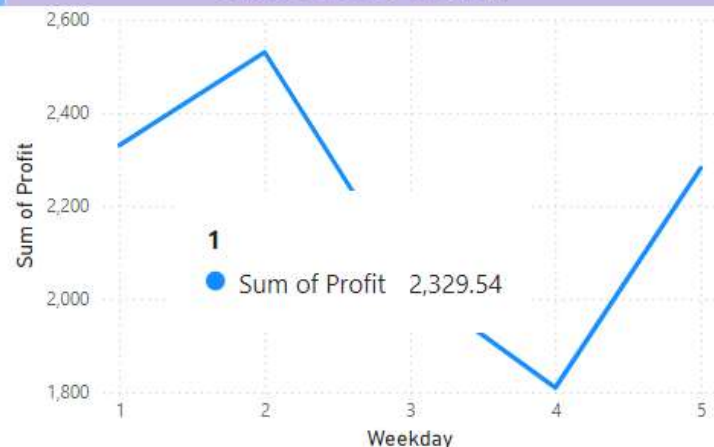 2,600
2,400
2,200
2,000
1,800
Sum of Profit
1
Sum of Profit 2,329.54
1 2 3 4 5
Weekday